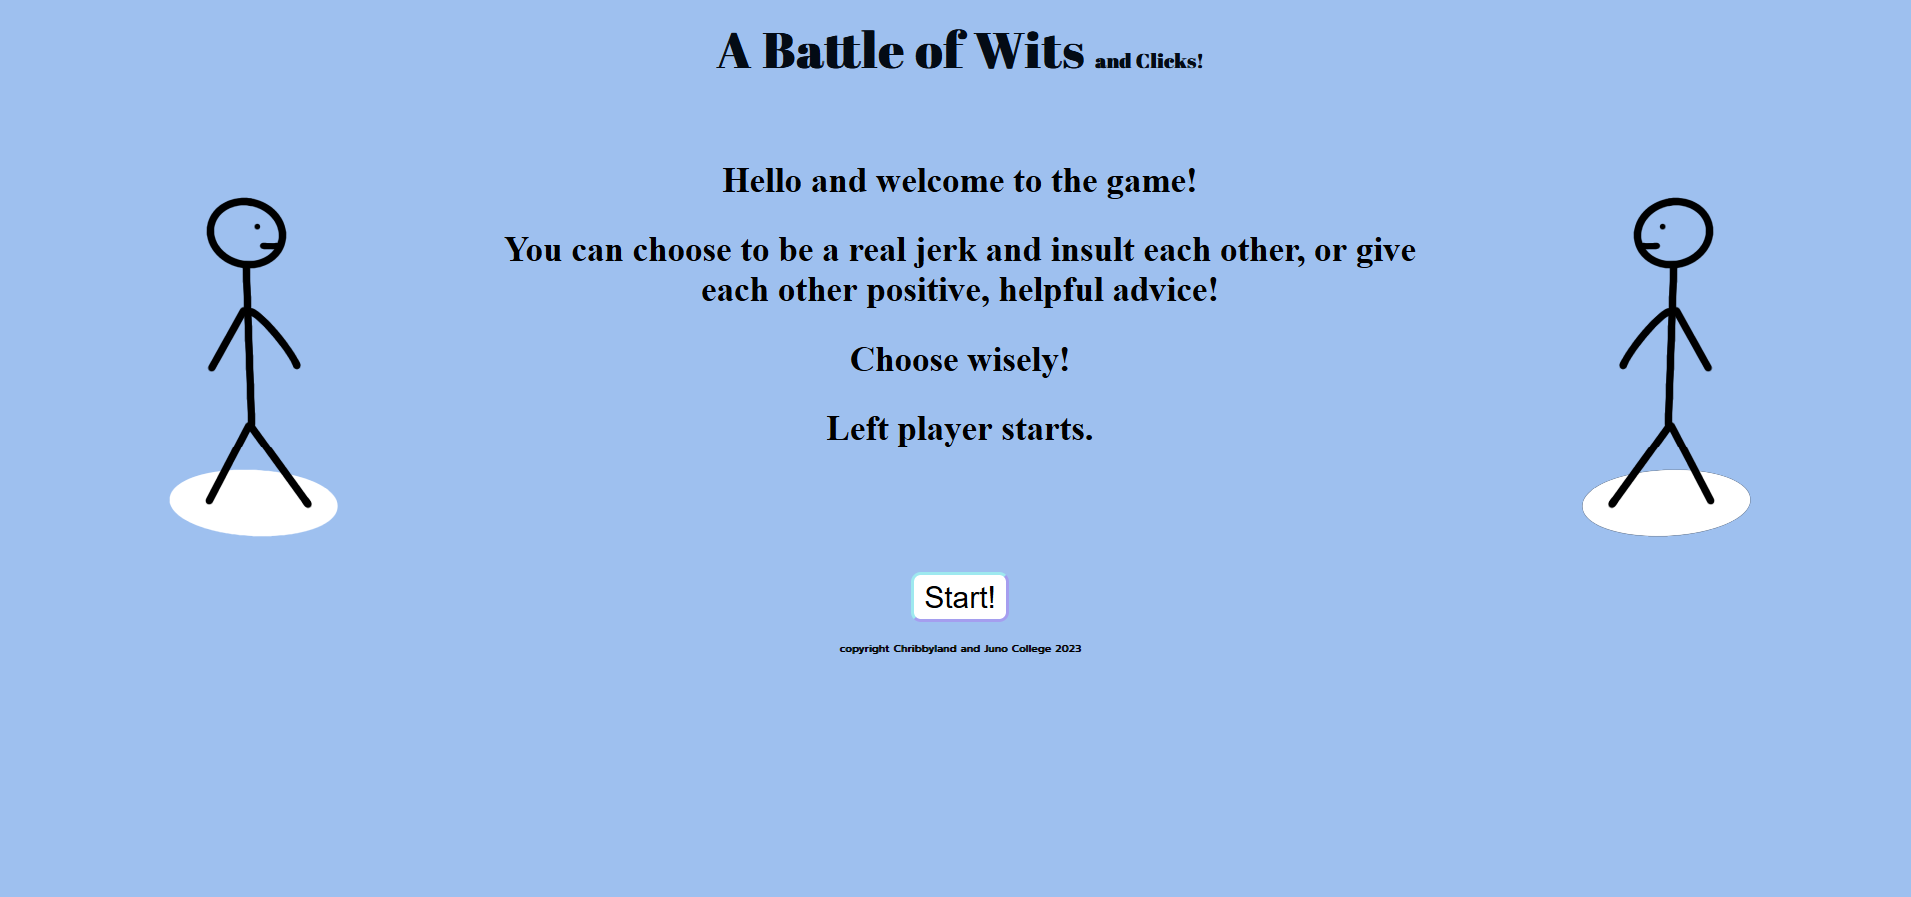 A Battle of Wits and Clicks!
Hello and welcome to the game!
You can choose to be a real jerk and insult each other, or give
each other positive, helpful advice!
Choose wisely!
Left player starts.
Start!
copyright Chribbyland and Juno College 2023